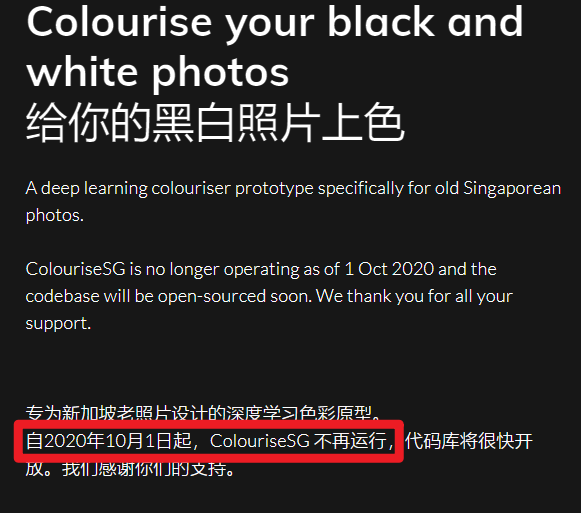 Colourise your black and
white photos
给你的黑白照片上色
A deep learning colouriser prototype specifically for old Singaporean
photos.
ColouriseSG is no longer operating as of 1 Oct 2020 and the
codebase will be open-sourced soon. We thank you for all your
support.
专为新加坡老照片设计的深度学习色彩原型。
自2020年10月1日起，ColouriseSG 不再运行，代码库将很快开
放。我们感谢你们的支持。